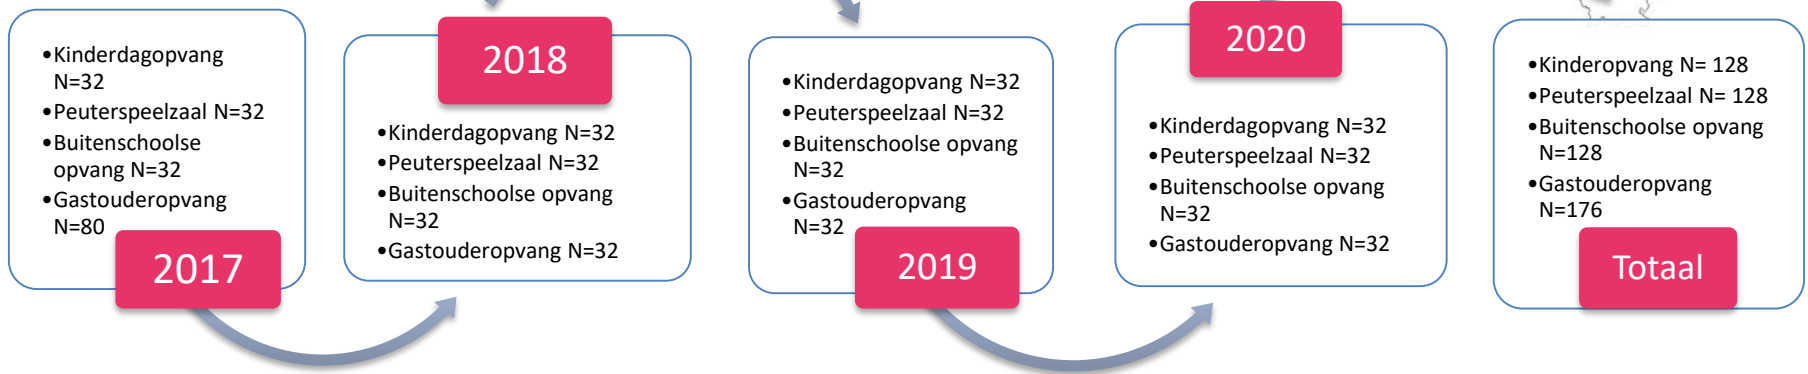 •Kinderdagopvang
N=32
•Peuterspeelzaal N=32
•Buitenschoolse
opvang N=32
•Gastouderopvang
N=80
2017
2018
•Kinderdagopvang N=32
•Peuterspeelzaal N=32
•Buitenschoolse opvang
N=32
•Gastouderopvang N=32
•Kinderdagopvang N=32
•Peuterspeelzaal N=32
•Buitenschoolse opvang
N=32
•Gastouderopvang
N=32
2019
2020
•Kinderdagopvang N=32
•Peuterspeelzaal N=32
•Buitenschoolse opvang
N=32
•Gastouderopvang N=32
•Kinderopvang N= 128
•Peuterspeelzaal N= 128
•Buitenschoolse opvang
N=128
•Gastouderopvang
N=176
Totaal